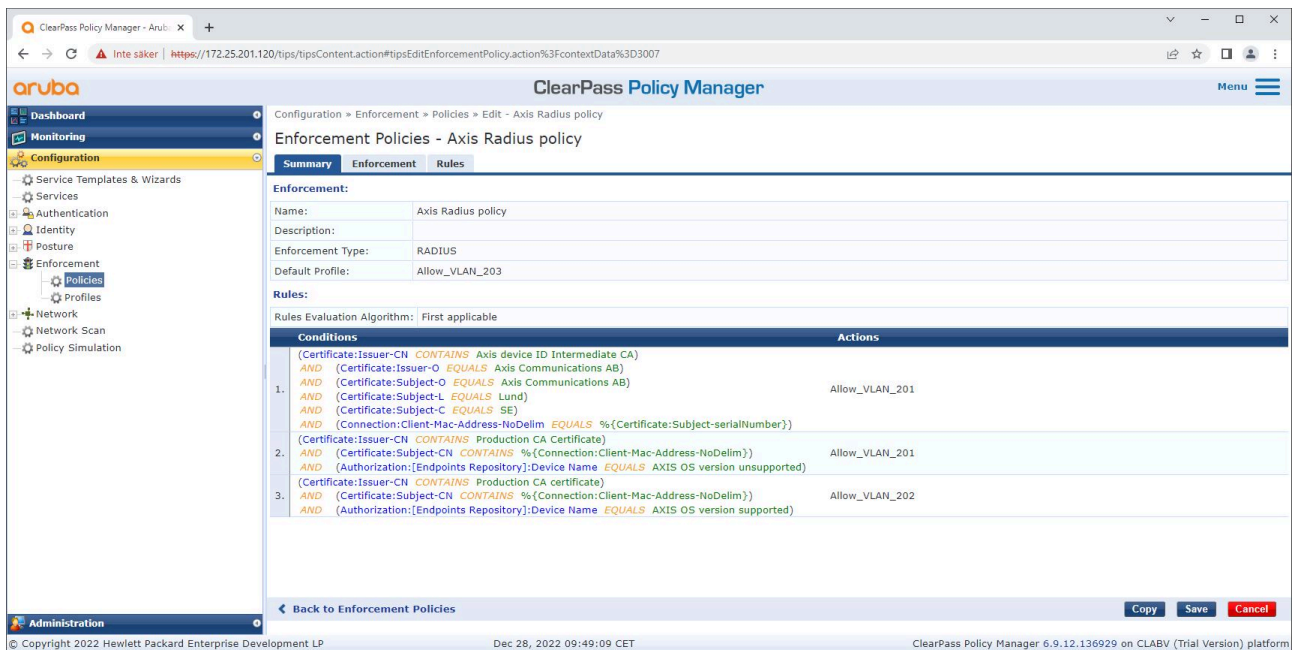 ClearPass Policy Manager - Arub
Inte säker | https://172.25.201.120/tips/tipsContent.action#tipsEditEnforcementPolicy.action%3FcontextData%3D3007
aruba
ClearPass Policy Manager
Menu
Dashboard
Monitoring
Configuration
Service Templates & Wizards
Services
Authentication
Identity
Posture
Enforcement
Policies
Profiles
Network
Network Scan
Policy Simulation
Administration
Configuration » Enforcement » Policies » Edit - Axis Radius policy
Enforcement Policies - Axis Radius policy
Summary Enforcement Rules
Enforcement:
Name: Axis Radius policy
Description:
Enforcement Type: RADIUS
Default Profile: Allow_VLAN_203
Rules:
Rules Evaluation Algorithm: First applicable
Conditions Actions
(Certificate:Issuer-CN CONTAINS Axis device ID Intermediate CA)
AND (Certificate:Issuer-O EQUALS Axis Communications AB)
AND (Certificate:Subject-O EQUALS Axis Communications AB)
1. AND (Certificate:Subject-L EQUALS Lund) Allow_VLAN_201
AND (Certificate:Subject-C EQUALS SE)
AND (Connection:Client-Mac-Address-NoDelim EQUALS %{Certificate:Subject-serialNumber})
(Certificate:Issuer-CN CONTAINS Production CA Certificate)
2. AND (Certificate:Subject-CN CONTAINS %{Connection:Client-Mac-Address-NoDelim}) Allow_VLAN_201
AND (Authorization:[Endpoints Repository]:Device Name EQUALS AXIS OS version unsupported)
(Certificate:Issuer-CN CONTAINS Production CA certificate)
3. AND (Certificate:Subject-CN CONTAINS %{Connection:Client-Mac-Address-NoDelim}) Allow_VLAN_202
AND (Authorization:[Endpoints Repository]:Device Name EQUALS AXIS OS version supported)
Back to Enforcement Policies
Copy Save Cancel
© Copyright 2022 Hewlett Packard Enterprise Development LP Dec 28, 2022 09:49:09 CET ClearPass Policy Manager 6.9.12.136929 on CLABV (Trial Version) platform